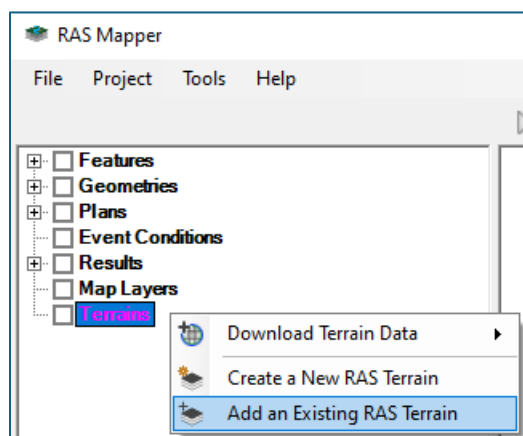 RAS Mapper
File Project Tools Help
Features
Geometries
Plans
Event Conditions
Results
Map Layers
Terrains
Download Terrain Data
Create a New RAS Terrain
Add an Existing RAS Terrain